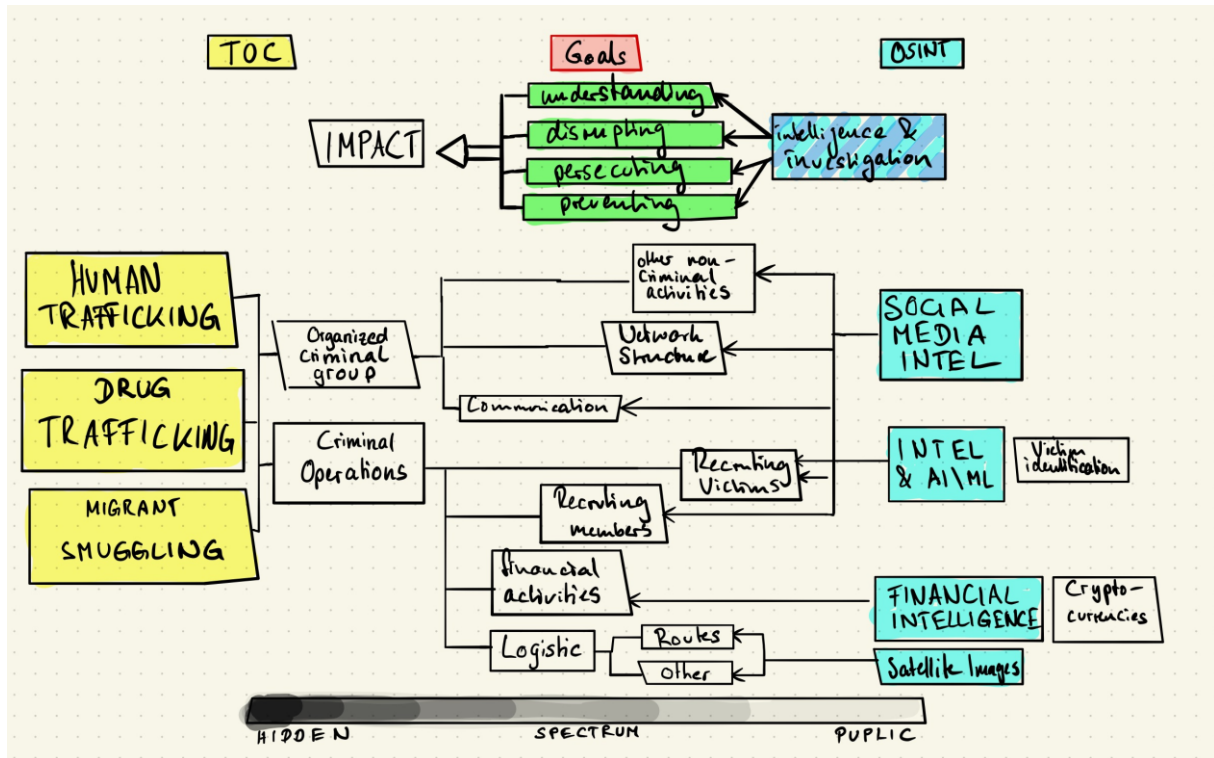 TOC
Goals
OSINT
understanding
disrupting
persecuting
preventing
IMPACT
intelligence &
investigation
HUMAN
TRAFFICKING
DRUG
TRAFFICKING
MIGRANT
SMUGGLING
Organized
criminal
group
Criminal
Operations
other non-
criminal
activities
Network
Structure
Communication
Recruiting
Victims
Recruiting
members
financial
activities
Logistic
Routes
Other
SOCIAL
MEDIA
INTEL
INTEL
& AI\ML
Victim
identification
FINANCIAL
INTELLIGENCE
Crypto-
currencies
Satellite Images
HIDDEN
SPECTRUM
PUPLIC